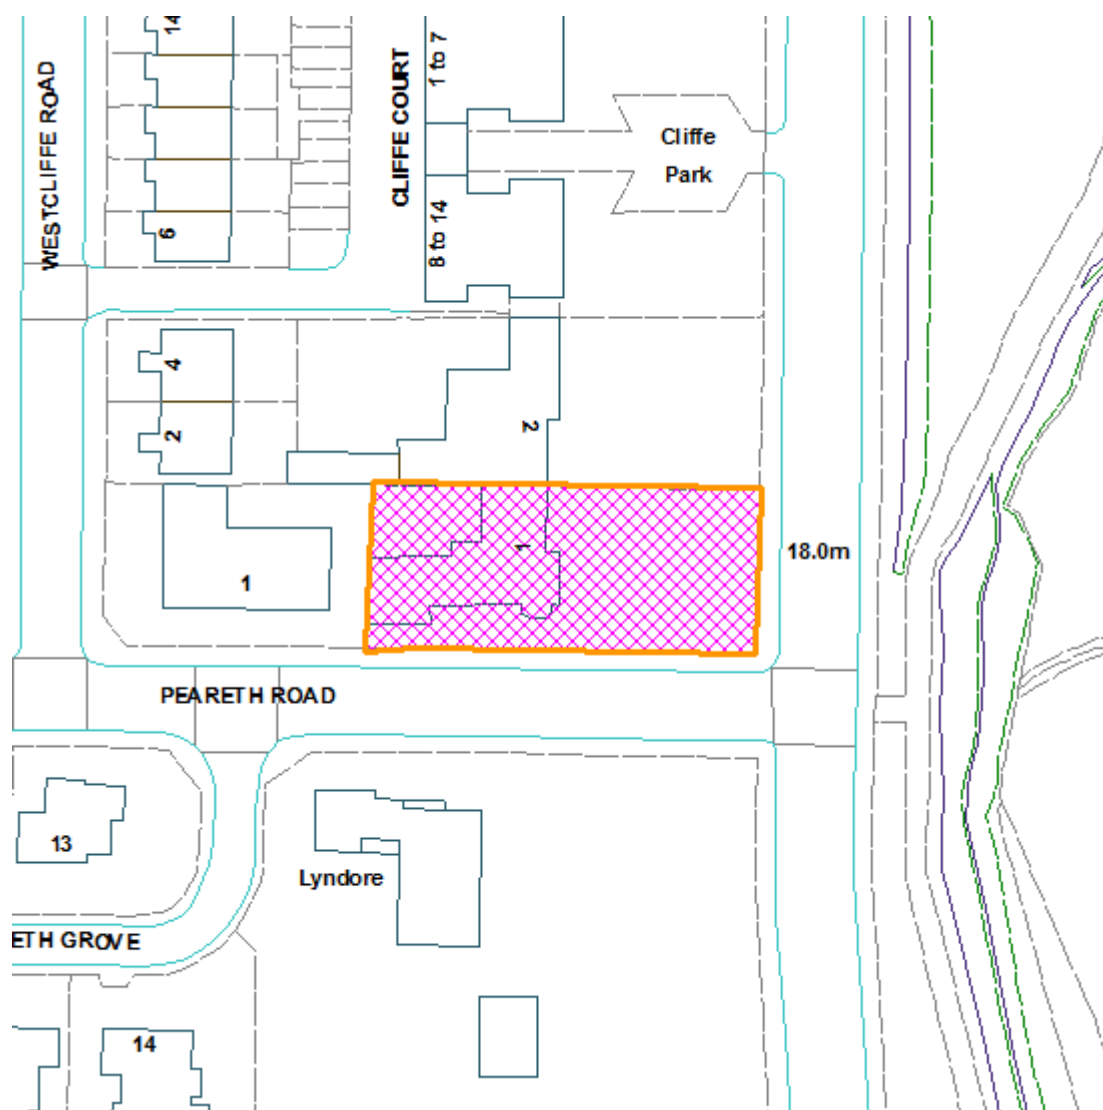 14
1 to 7
WESTCLIFFE ROAD
CLIFFE COURT
Cliffe
Park
6
8 to 14
4
2
2
1
1
18.0m
PEARETH ROAD
13
Lyndore
ETH GROVE
14